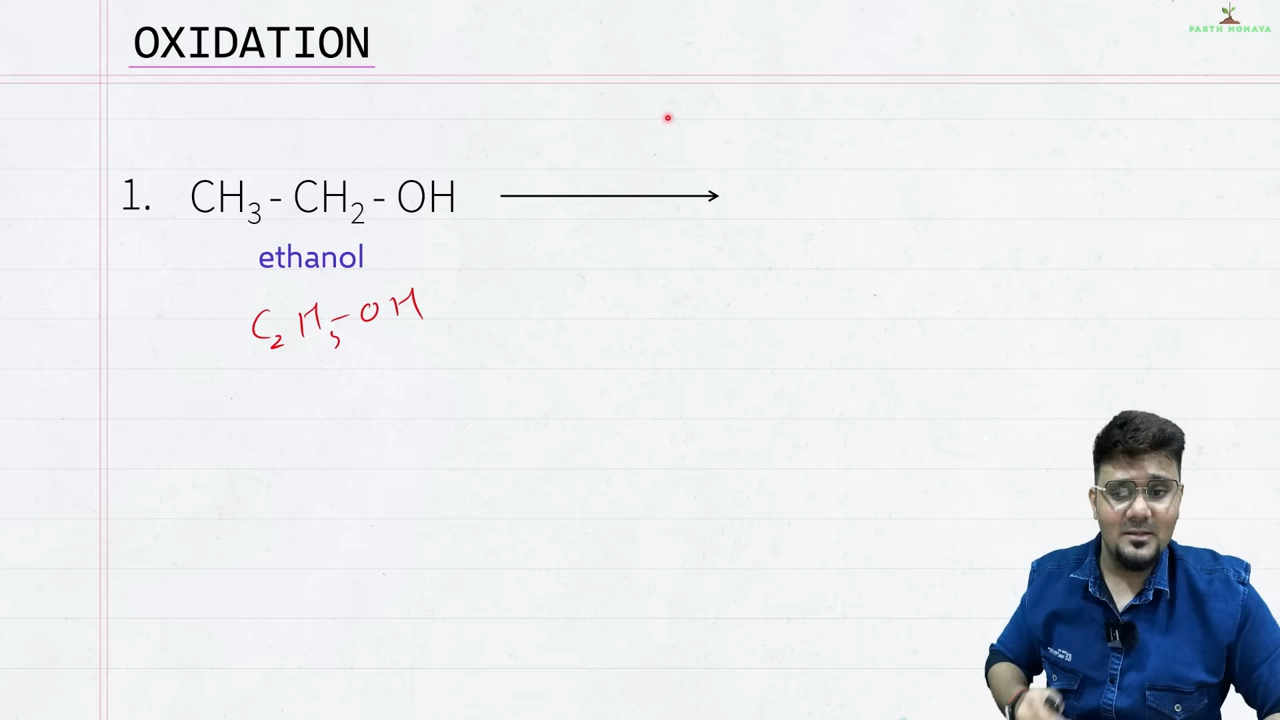 OXIDATION
PARTH MOMAYA
1. CH₃ - CH₂ - OH ⟶
ethanol
C₂H₅-OH